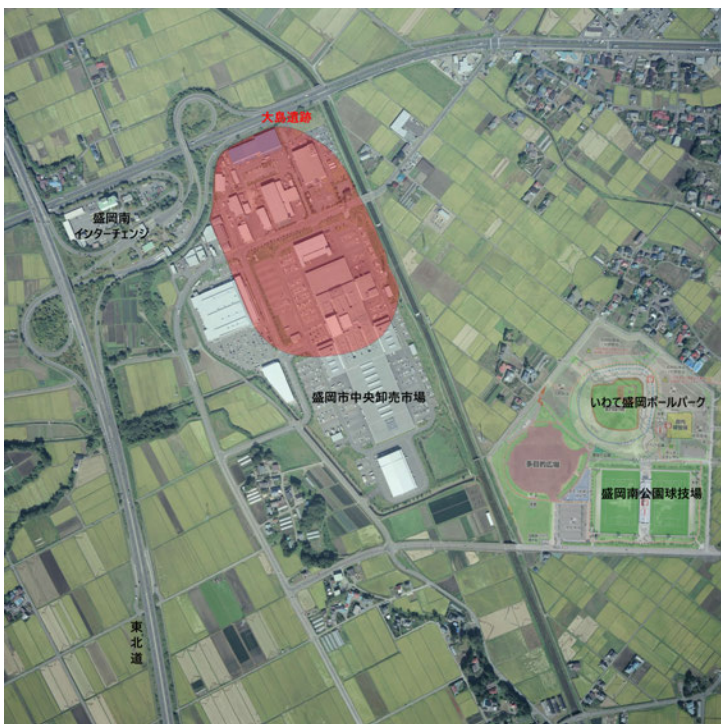 大島遺跡
盛岡南
インターチェンジ
盛岡市中央卸売市場
いわて盛岡ボールパーク
多目的広場
盛岡南公園球技場
東北道